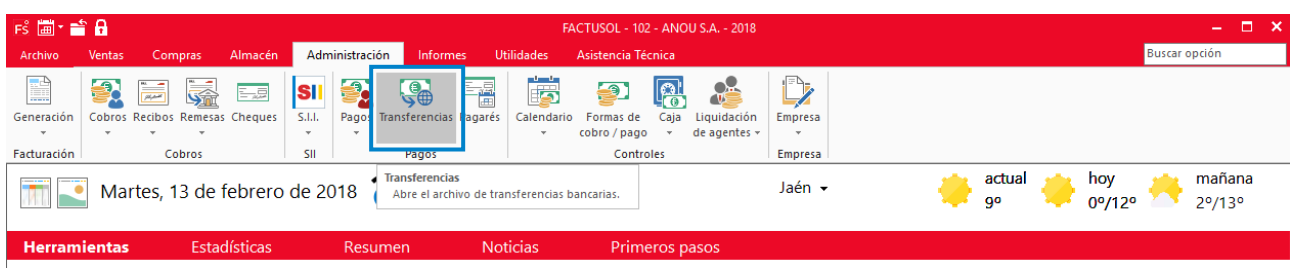 FS
FACTUSOL - 102 - ANOU S.A. - 2018
Archivo Ventas Compras Almacén Administración Informes Utilidades Asistencia Técnica Buscar opción
Generación Cobros Recibos Remesas Cheques S.I.I. Pagos Transferencias Pagarés Calendario Formas de cobro / pago Caja Liquidación de agentes Empresa
Facturación Cobros SII Pagos Controles Empresa
Transferencias
Abre el archivo de transferencias bancarias.
Martes, 13 de febrero de 2018
Jaén
actual
9º
hoy
0º/12º
mañana
2º/13º
Herramientas Estadísticas Resumen Noticias Primeros pasos